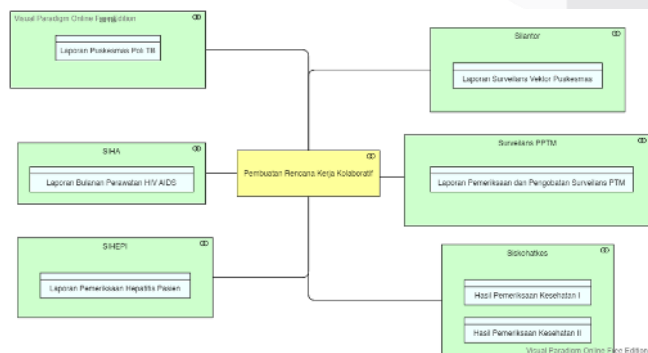 Visual Paradigm Online Free Edition
Laporan Puskesmas Poli TB
Silantor
Laporan Surveilans Vektor Puskesmas
SIHA
Laporan Bulanan Perawatan HIV AIDS
Pembuatan Rencana Kerja Kolaboratif
Surveilans PPTM
Laporan Pemeriksaan dan Pengobatan Surveilans PTM
SIHEPI
Laporan Pemeriksaan Hepatitis Pasien
Siskohatkes
Hasil Pemeriksaan Kesehatan I
Hasil Pemeriksaan Kesehatan II
Visual Paradigm Online Free Edition